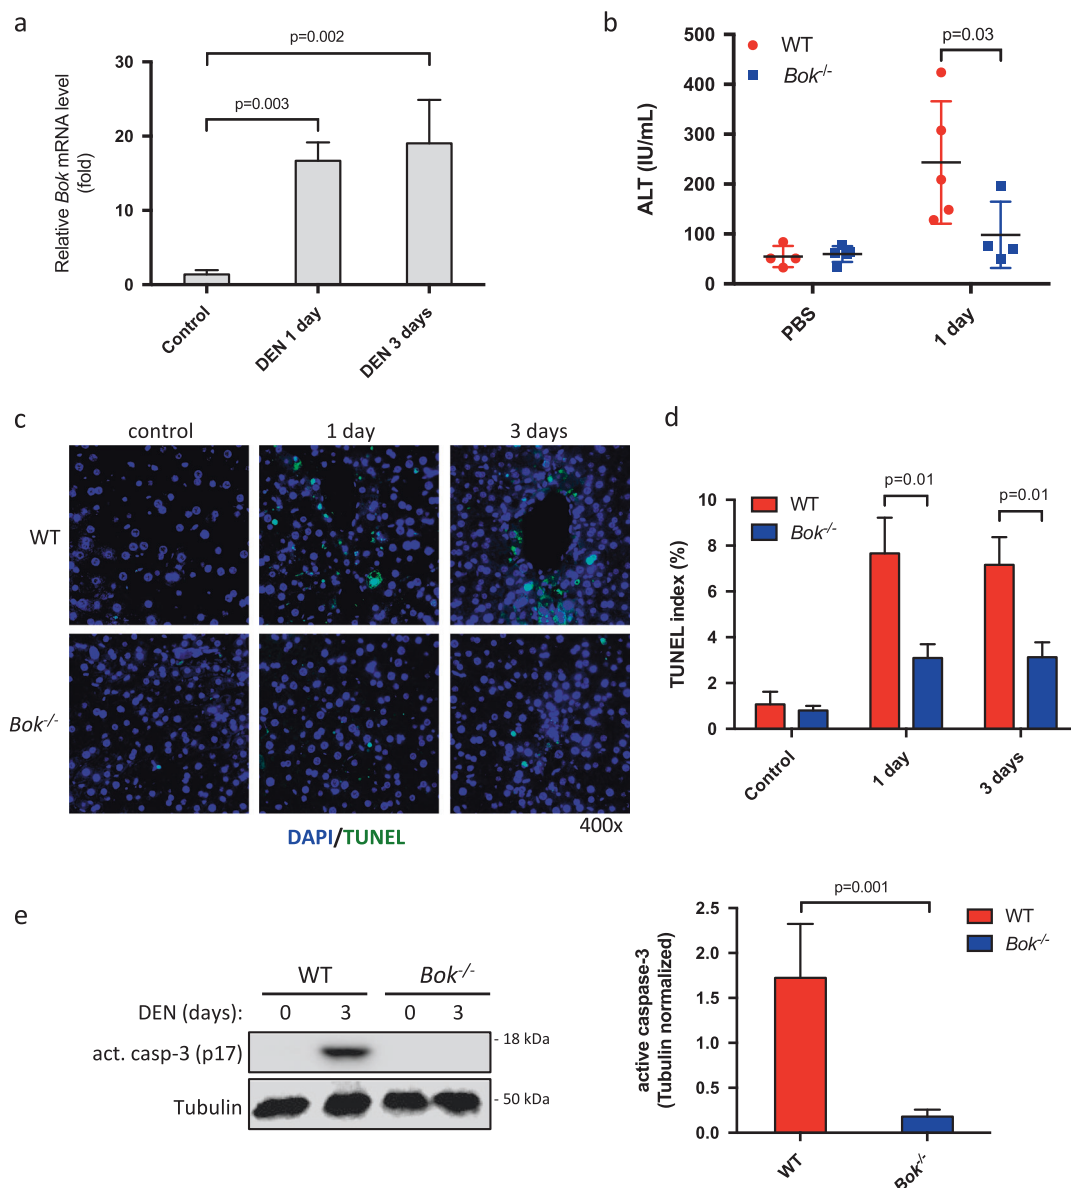 a
p=0.002
p=0.003
Relative Bok mRNA level
(fold)
30
20
10
0
Control
DEN 1 day
DEN 3 days
b
WT
Bok-/-
p=0.03
ALT (IU/mL)
500
400
300
200
100
0
PBS
1 day
c
control
1 day
3 days
WT
Bok-/-
400x
DAPI/TUNEL
d
WT
Bok-/-
p=0.01
p=0.01
TUNEL index (%)
10
8
6
4
2
0
Control
1 day
3 days
e
WT
Bok-/-
DEN (days):
0
3
0
3
act. casp-3 (p17)
- 18 kDa
Tubulin
- 50 kDa
p=0.001
WT
Bok-/-
active caspase-3
(Tubulin normalized)
2.5
2.0
1.5
1.0
0.5
0.0
WT
Bok-/-